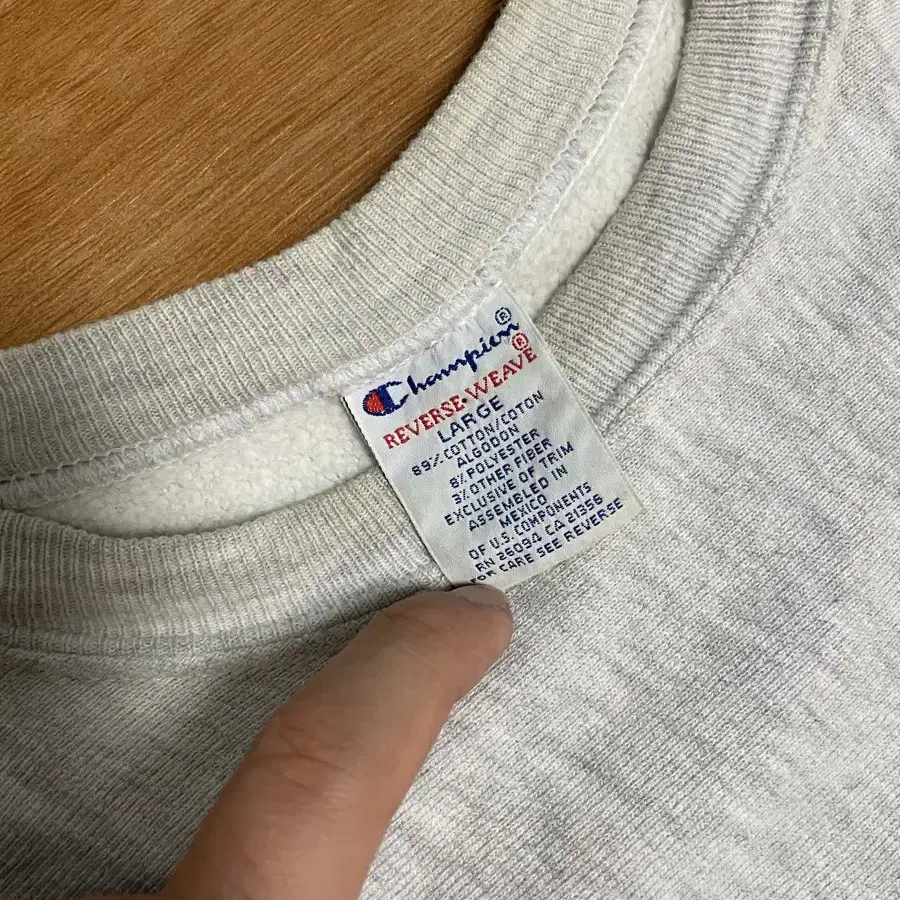 Champion®
REVERSE·WEAVE®
LARGE
89% COTTON/COTON
ALGODON
8% POLYESTER
3% OTHER FIBER
EXCLUSIVE OF TRIM
ASSEMBLED IN
MEXICO
OF U.S. COMPONENTS
RN 26094 CA 21356
FOR CARE SEE REVERSE